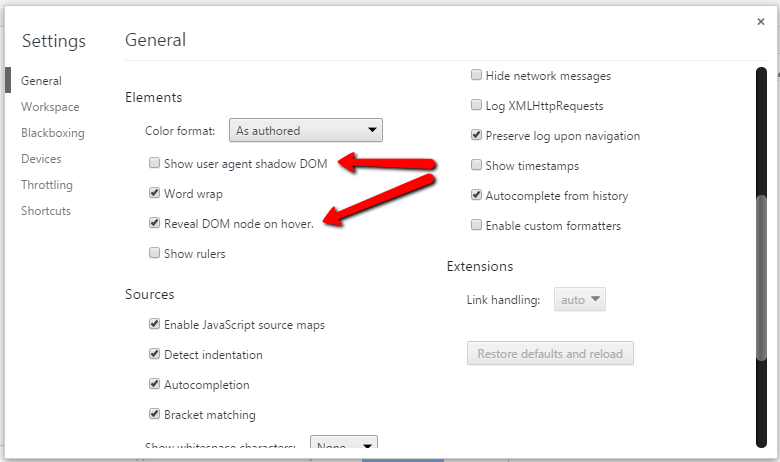 Settings
General
Workspace
Blackboxing
Devices
Throttling
Shortcuts
General
Elements
Color format: As authored
Show user agent shadow DOM
Word wrap
Reveal DOM node on hover.
Show rulers
Sources
Enable JavaScript source maps
Detect indentation
Autocompletion
Bracket matching
Show whitespace characters: None
Hide network messages
Log XMLHttpRequests
Preserve log upon navigation
Show timestamps
Autocomplete from history
Enable custom formatters
Extensions
Link handling: auto
Restore defaults and reload